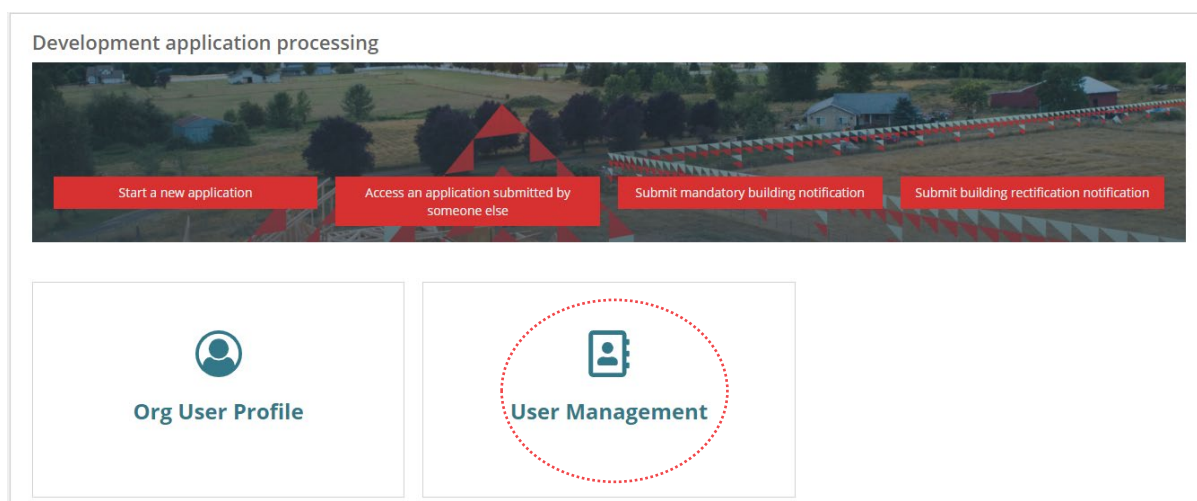 Development application processing
Start a new application
Access an application submitted by
someone else
Submit mandatory building notification
Submit building rectification notification
Org User Profile
User Management